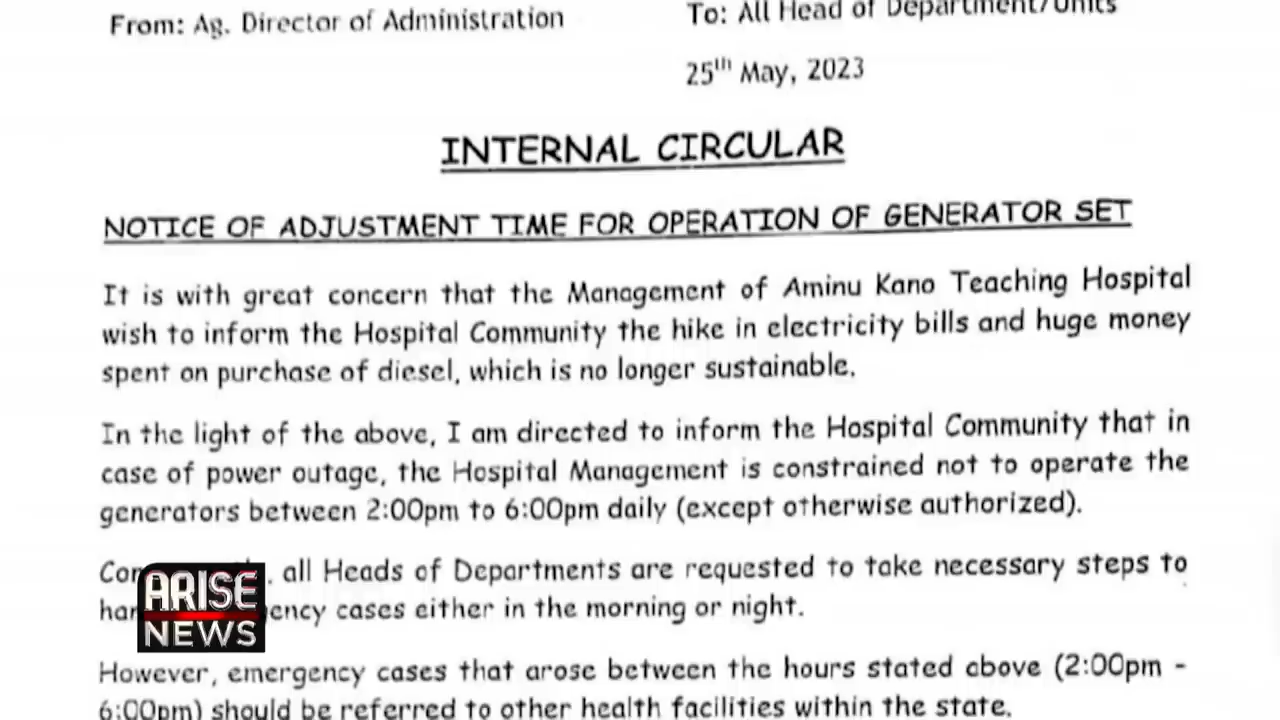 From: Ag. Director of Administration
To: All Head of Department/Units
25th May, 2023
INTERNAL CIRCULAR
NOTICE OF ADJUSTMENT TIME FOR OPERATION OF GENERATOR SET
It is with great concern that the Management of Aminu Kano Teaching Hospital
wish to inform the Hospital Community the hike in electricity bills and huge money
spent on purchase of diesel, which is no longer sustainable.
In the light of the above, I am directed to inform the Hospital Community that in
case of power outage, the Hospital Management is constrained not to operate the
generators between 2:00pm to 6:00pm daily (except otherwise authorized).
all Heads of Departments are requested to take necessary steps to
cases either in the morning or night.
However, emergency cases that arose between the hours stated above (2:00pm -
6:00pm) should be referred to other health facilities within the state.
ARISE
NEWS